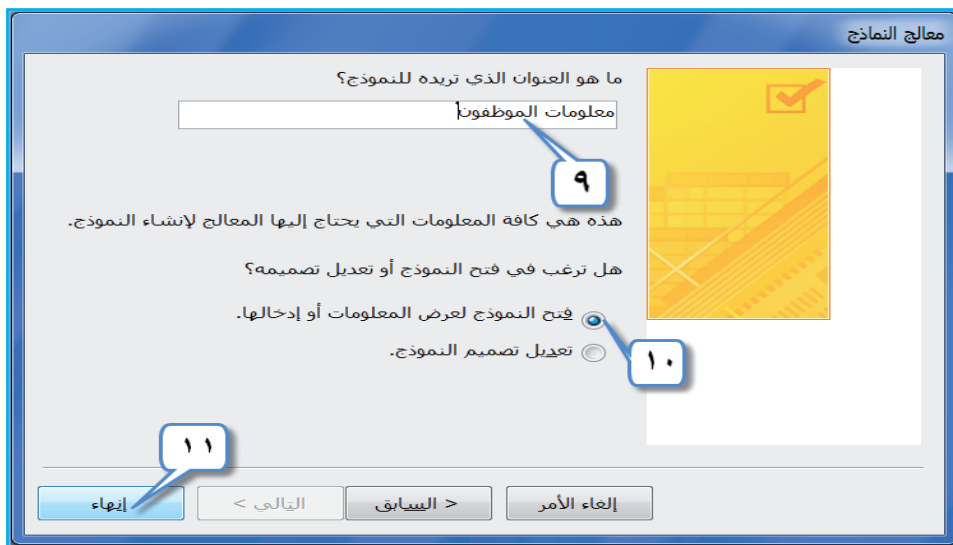 معالج النماذج
ما هو العنوان الذي تريده للنموذج؟
معلومات الموظفون
٩
هذه هي كافة المعلومات التي يحتاج إليها المعالج لإنشاء النموذج.
هل ترغب في فتح النموذج أو تعديل تصميمه؟
فتح النموذج لعرض المعلومات أو إدخالها.
تعديل تصميم النموذج.
١٠
١١
إلغاء الأمر
< السابق
التالي >
إنهاء